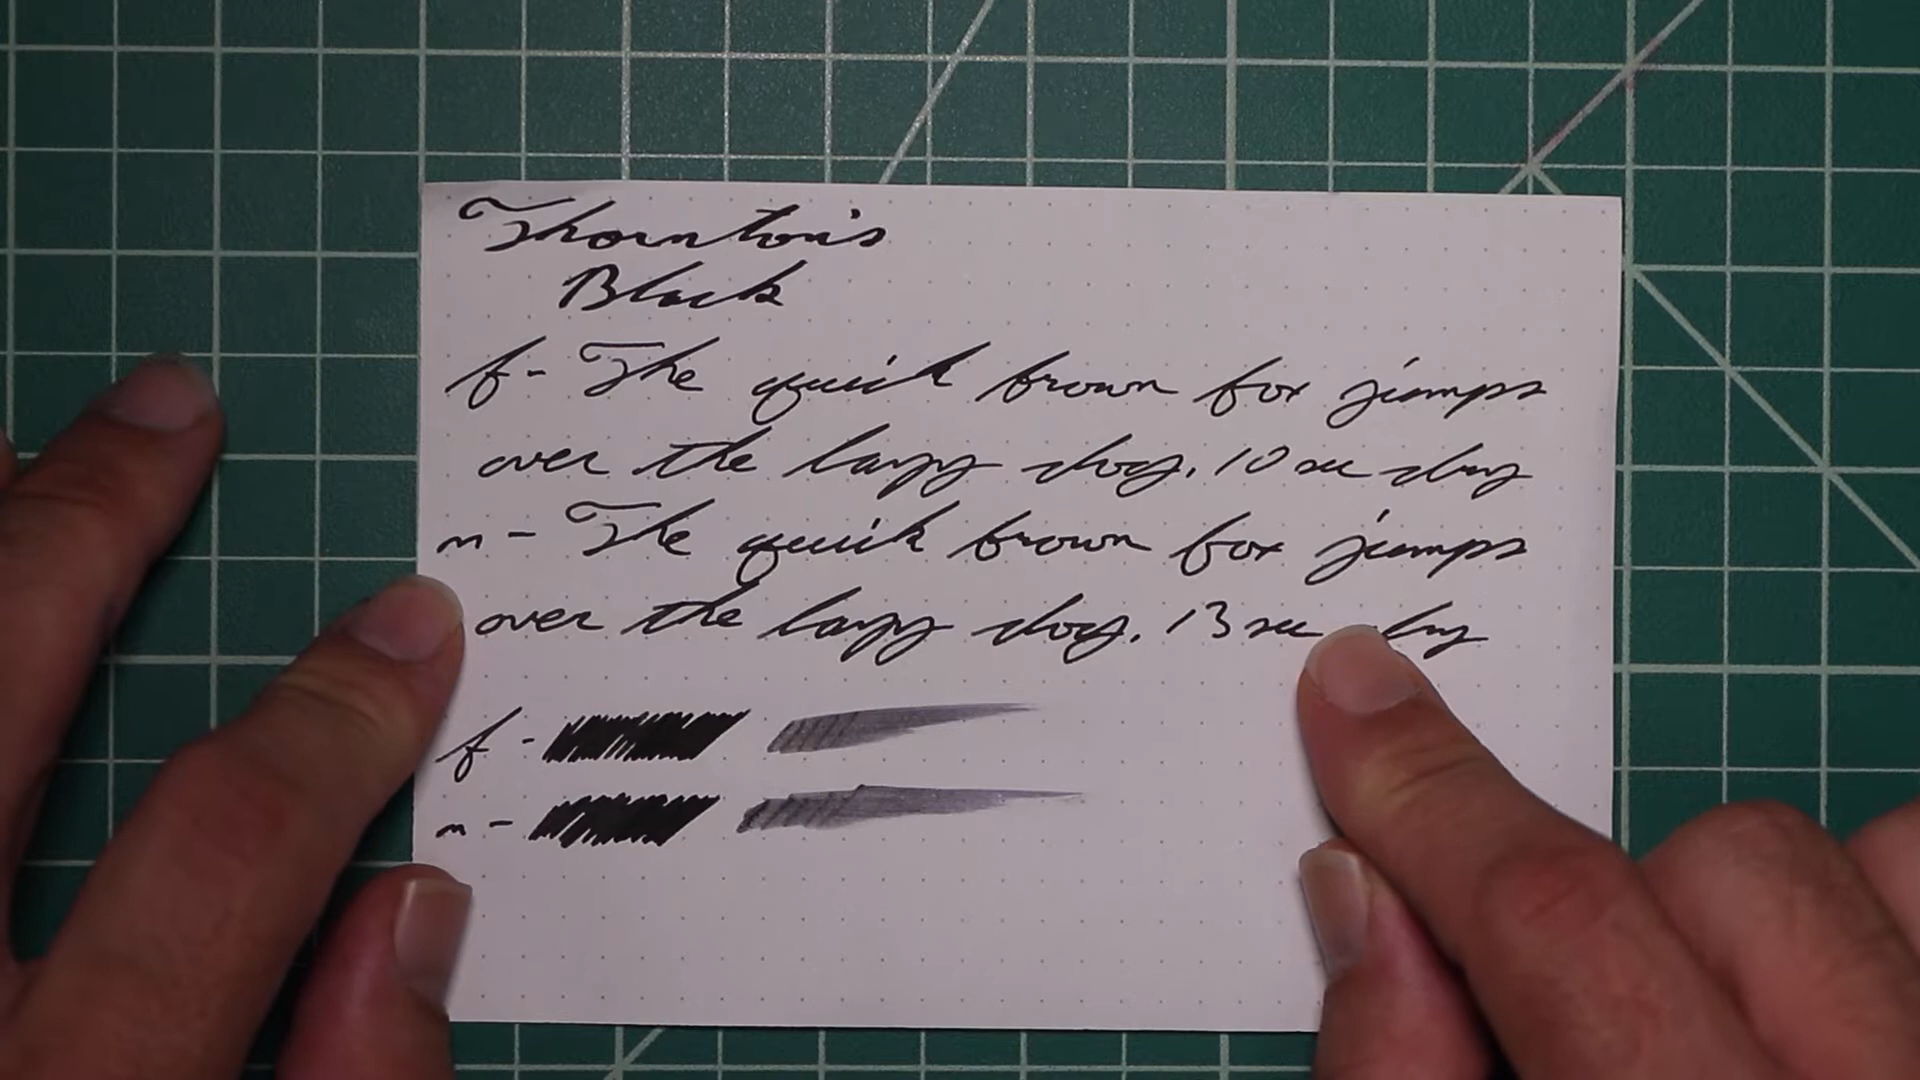 Thornton's
Black
f - The quick brown fox jumps
over the lazy dog. 10 sec dry
m - The quick brown fox jumps
over the lazy dog. 13 sec dry
f -
m -